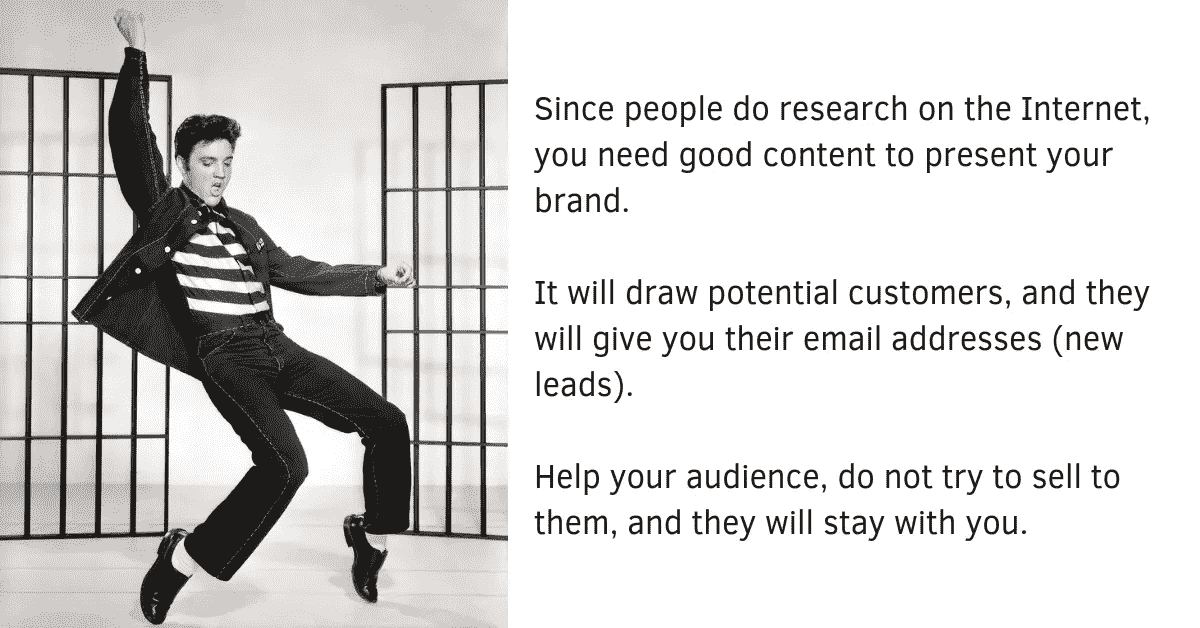 Since people do research on the Internet,
you need good content to present your
brand.
It will draw potential customers, and they
will give you their email addresses (new
leads).
Help your audience, do not try to sell to
them, and they will stay with you.